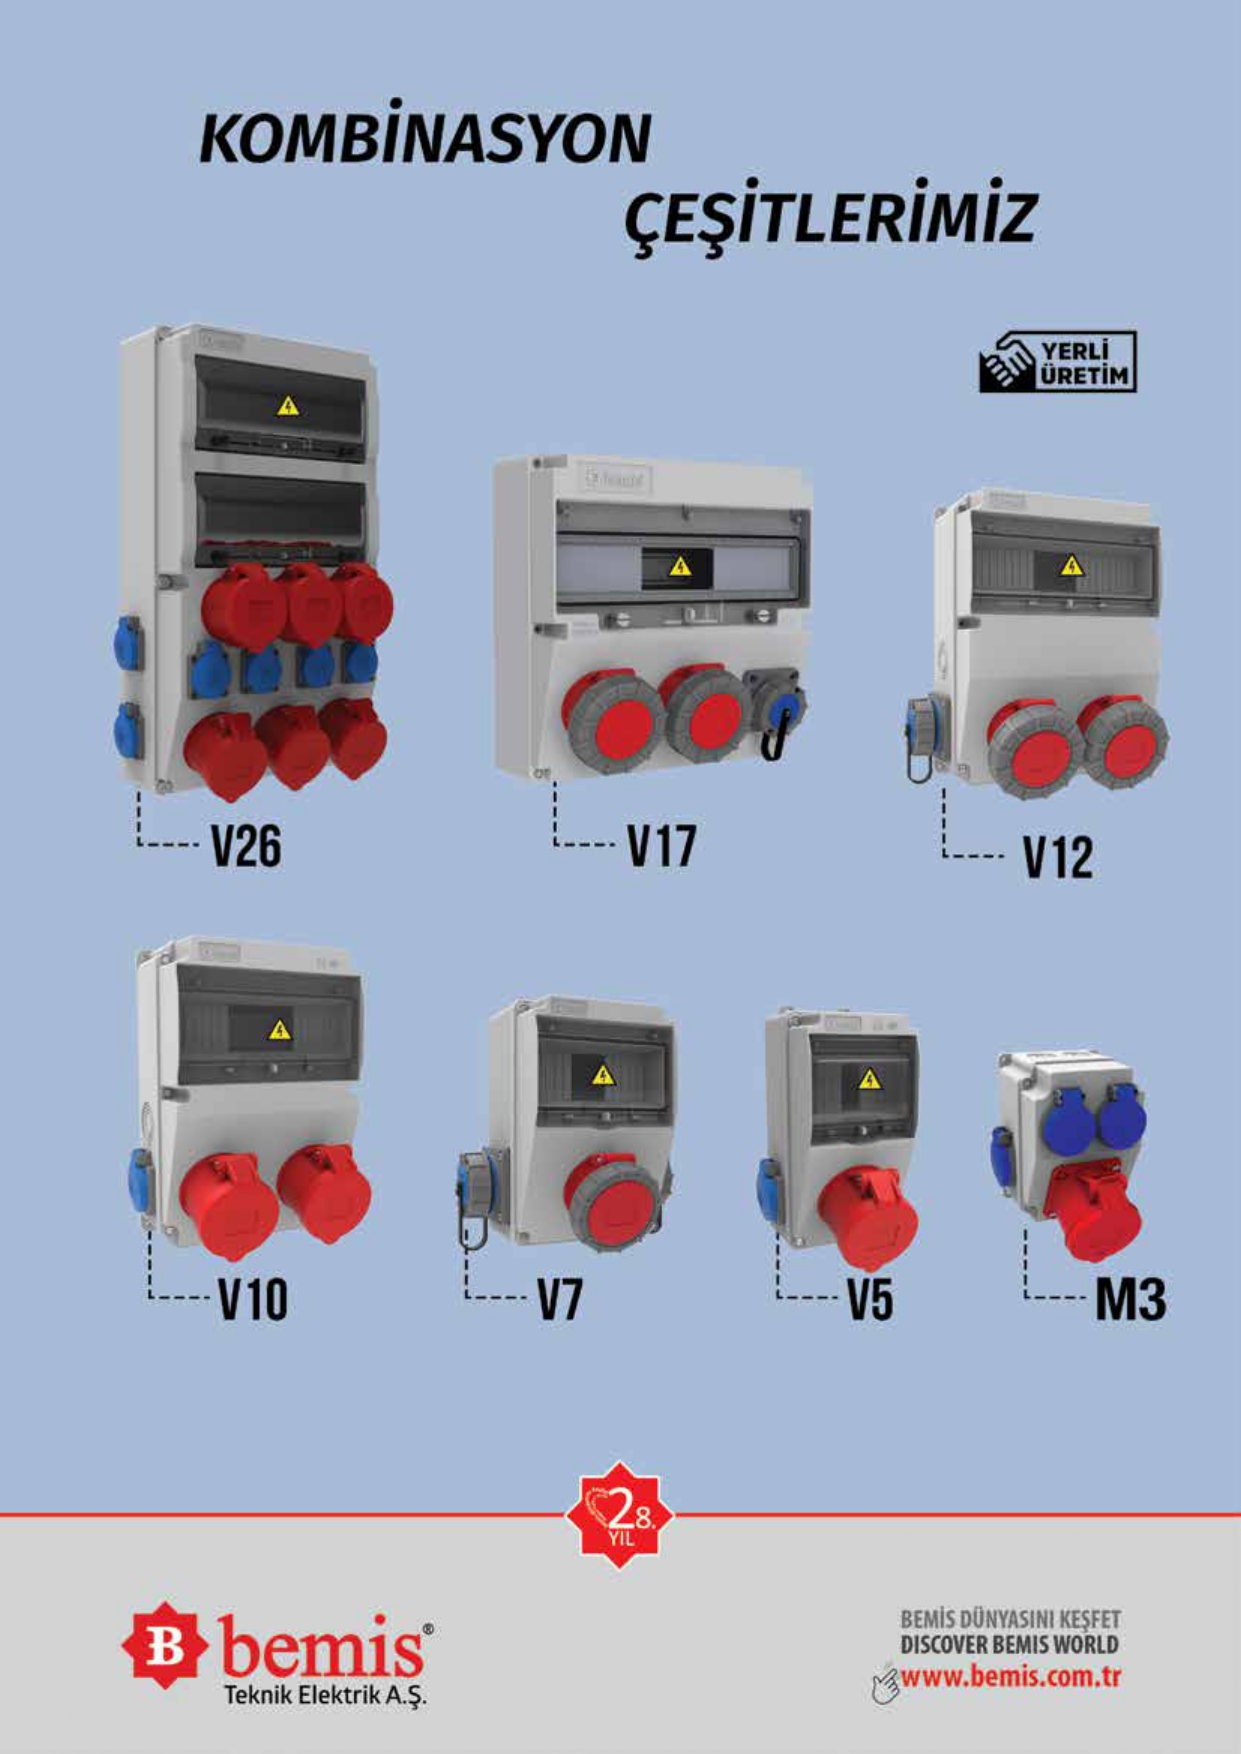 KOMBİNASYON
ÇEŞİTLERİMİZ
YERLİ
ÜRETİM
bemis
V26
V17
V12
V10
V7
V5
M3
28.
YIL
B bemis®
Teknik Elektrik A.Ş.
BEMİS DÜNYASINI KEŞFET
DISCOVER BEMIS WORLD
www.bemis.com.tr